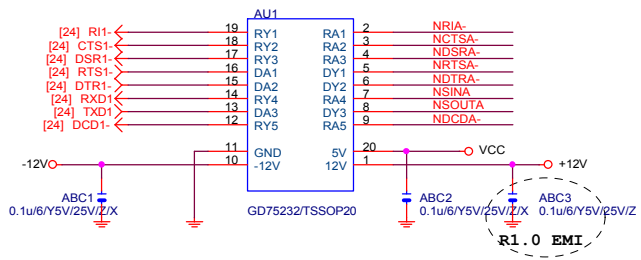 AU1
[24] RI1- 19 RY1 RA1 2 NRIA-
[24] CTS1- 18 RY2 RA2 3 NCTSA-
[24] DSR1- 17 RY3 RA3 4 NDSRA-
[24] RTS1- 16 DA1 DY1 5 NRTSA-
[24] DTR1- 15 DA2 DY2 6 NDTRA-
[24] RXD1 14 RY4 RA4 7 NSINA
[24] TXD1 13 DA3 DY3 8 NSOUTA
[24] DCD1- 12 RY5 RA5 9 NDCDA-
11 GND 5V 20 VCC
-12V 10 -12V 12V 1 +12V
ABC1
0.1u/6/Y5V/25V/Z/X
GD75232/TSSOP20
ABC2
0.1u/6/Y5V/25V/Z/X
ABC3
0.1u/6/Y5V/25V/Z
R1.0 EMI